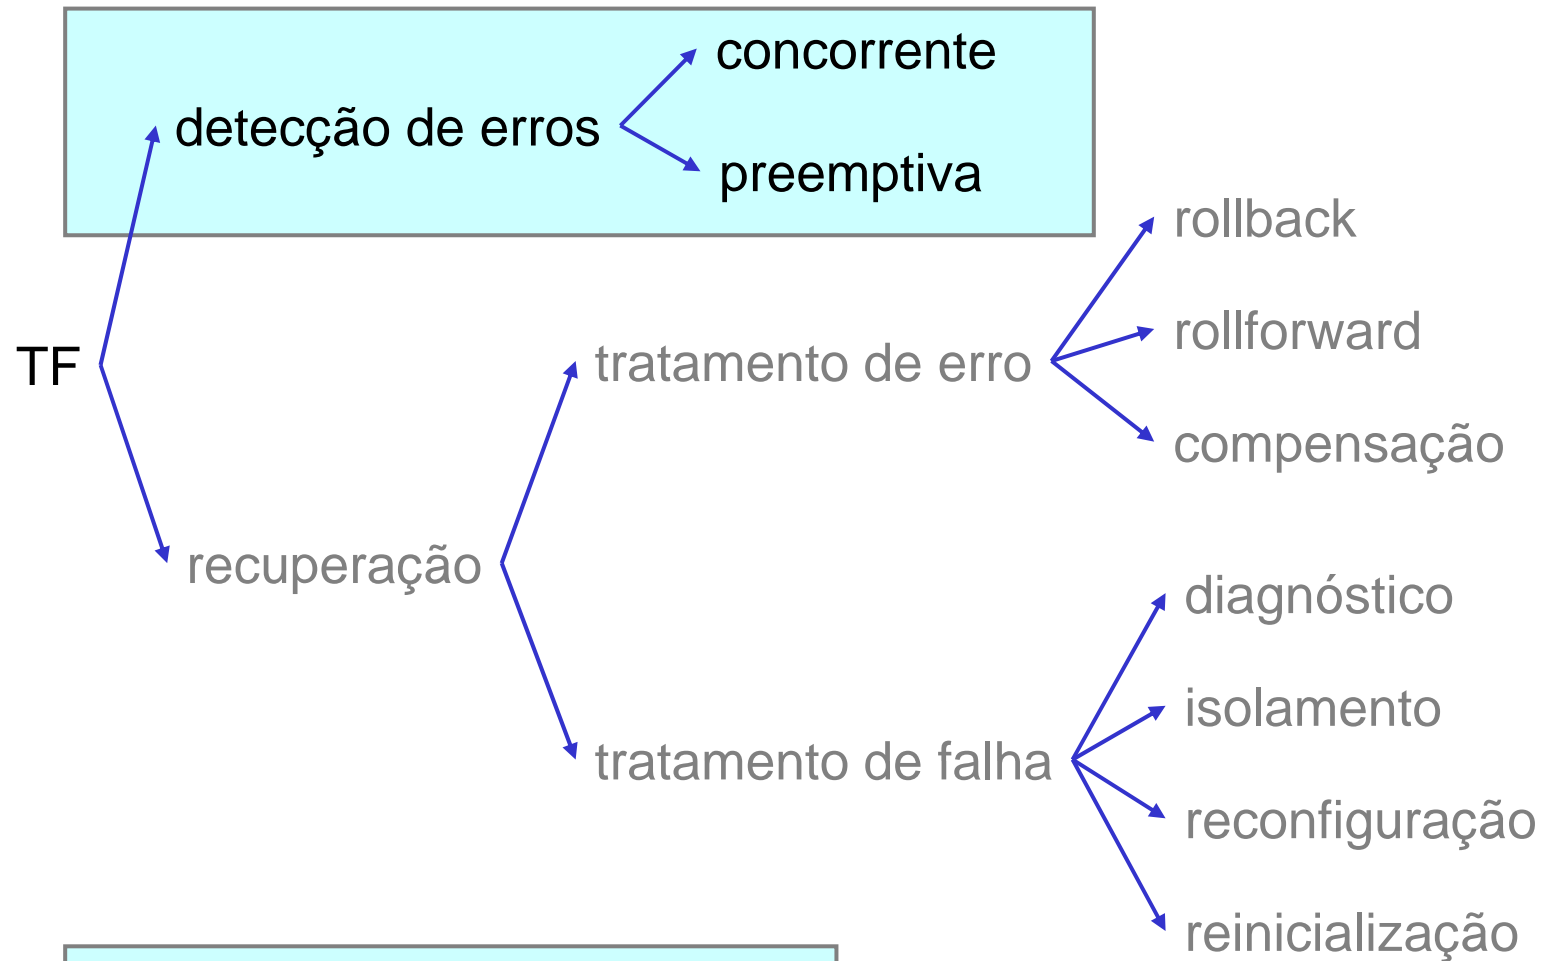 concorrente
detecção de erros
preemptiva
rollback
rollforward
TF
tratamento de erro
compensação
recuperação
diagnóstico
isolamento
tratamento de falha
reconfiguração
reinicialização